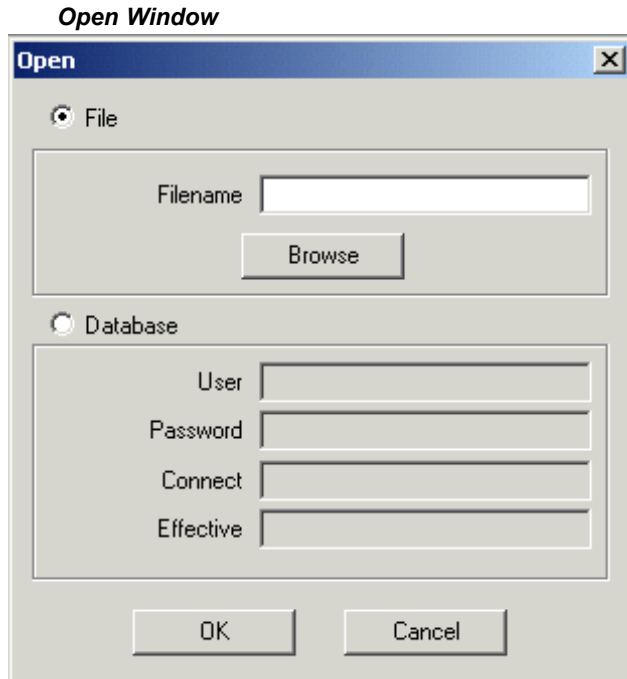 Open Window
Open
File
Filename
Browse
Database
User
Password
Connect
Effective
OK Cancel